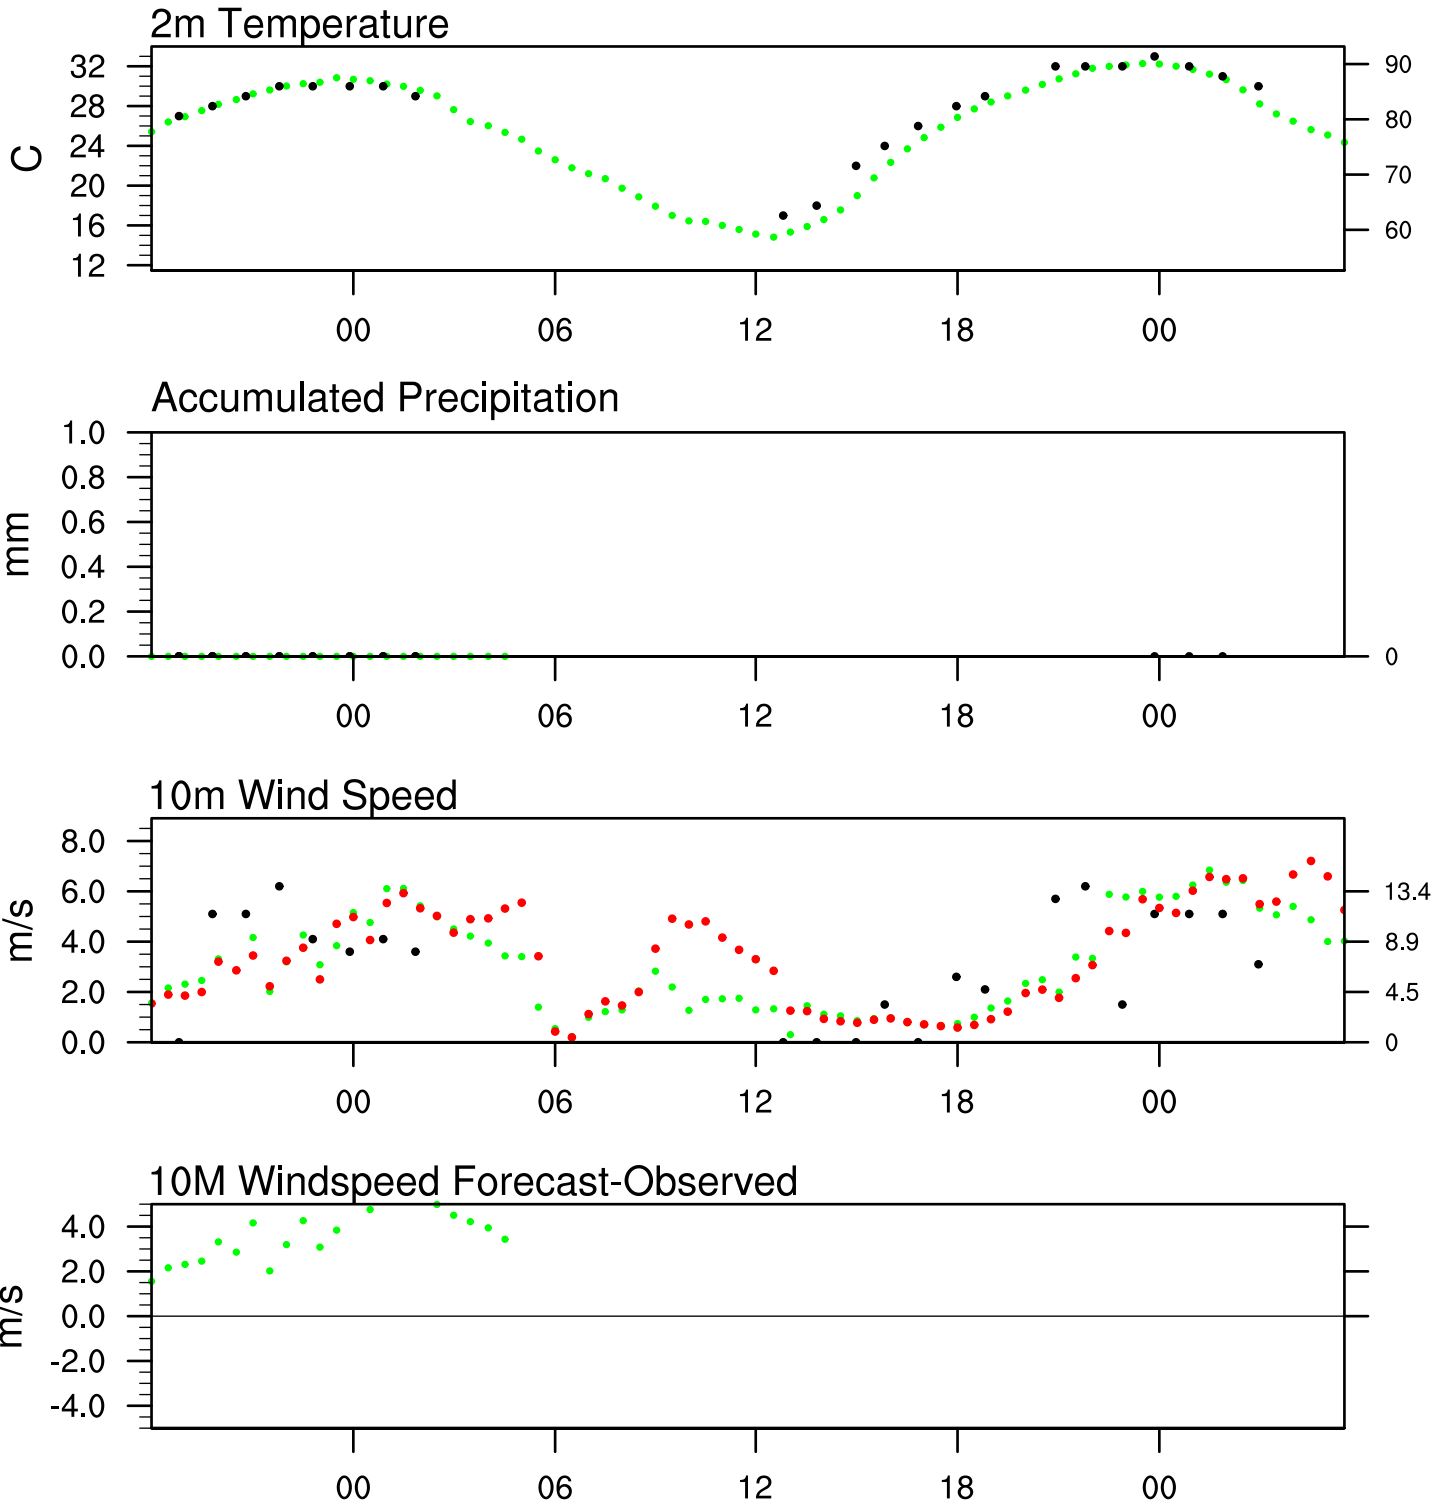 2m Temperature
C
32
28
24
20
16
12
90
80
70
60
00 06 12 18 00
Accumulated Precipitation
mm
1.0
0.8
0.6
0.4
0.2
0.0
0
00 06 12 18 00
10m Wind Speed
m/s
8.0
6.0
4.0
2.0
0.0
13.4
8.9
4.5
0
00 06 12 18 00
10M Windspeed Forecast-Observed
m/s
4.0
2.0
0.0
-2.0
-4.0
00 06 12 18 00